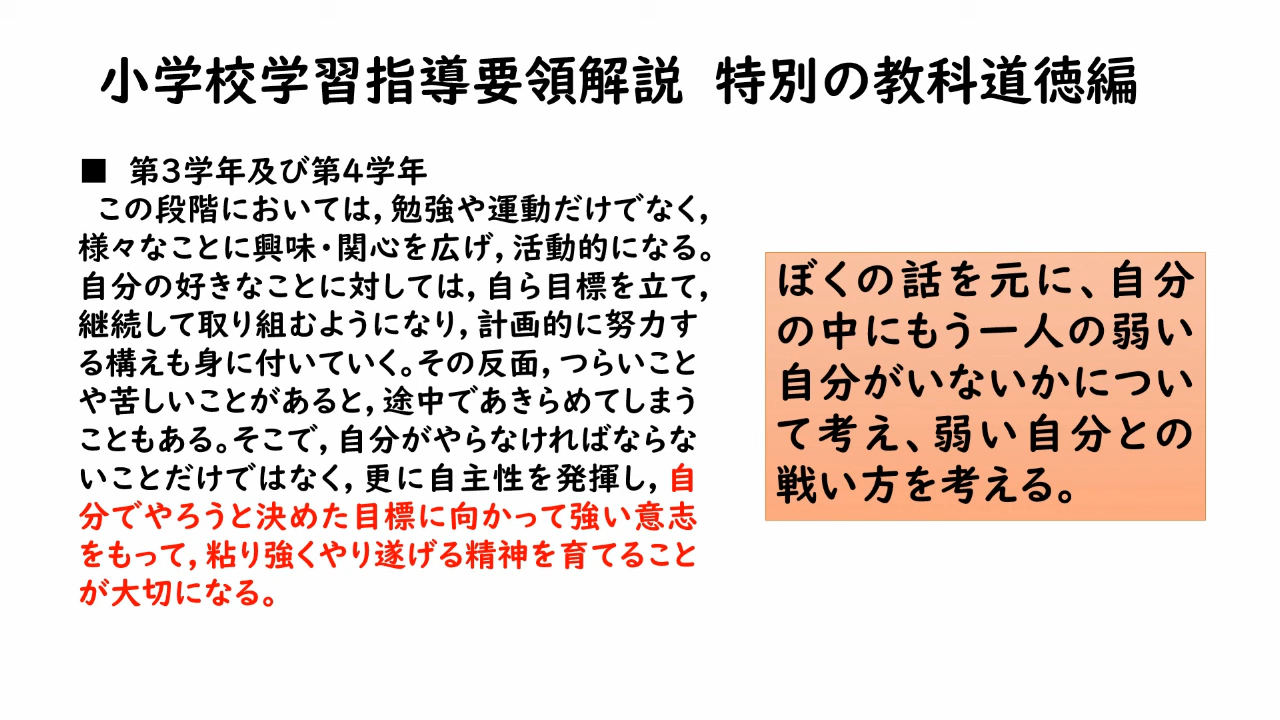 小学校学習指導要領解説 特別の教科道徳編
■ 第3学年及び第4学年
この段階においては，勉強や運動だけでなく，
様々なことに興味・関心を広げ，活動的になる。
自分の好きなことに対しては，自ら目標を立て，
継続して取り組むようになり，計画的に努力す
る構えも身に付いていく。その反面，つらいこと
や苦しいことがあると，途中であきらめてしまう
こともある。そこで，自分がやらなければならな
いことだけではなく，更に自主性を発揮し，自
分でやろうと決めた目標に向かって強い意志
をもって，粘り強くやり遂げる精神を育てること
が大切になる。
ぼくの話を元に、自分
の中にもう一人の弱い
自分がいないかについ
て考え、弱い自分との
戦い方を考える。